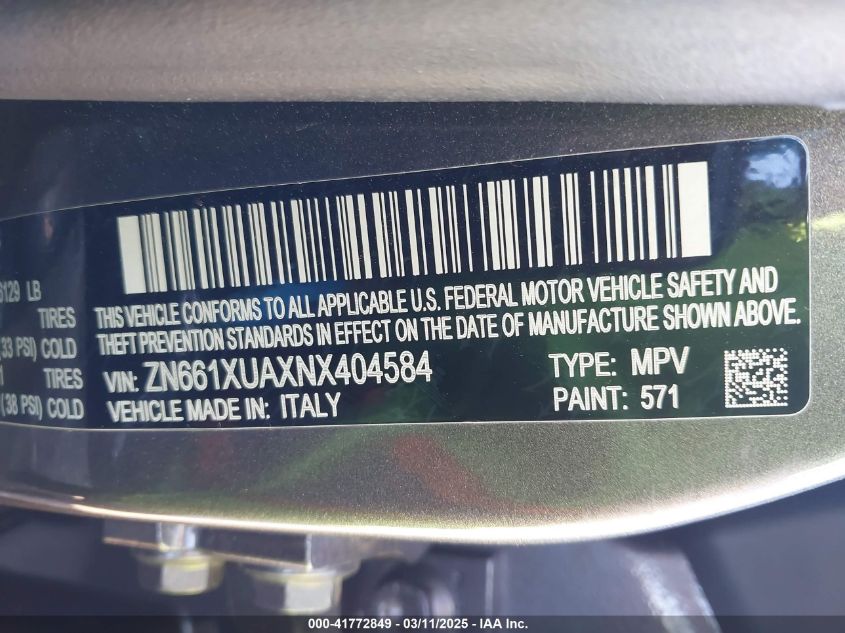 6129 LB
TIRES
(33 PSI) COLD
TIRES
(38 PSI) COLD
THIS VEHICLE CONFORMS TO ALL APPLICABLE U.S. FEDERAL MOTOR VEHICLE SAFETY AND
THEFT PREVENTION STANDARDS IN EFFECT ON THE DATE OF MANUFACTURE SHOWN ABOVE.
VIN: ZN661XUAXNX404584
TYPE: MPV
VEHICLE MADE IN: ITALY
PAINT: 571
000-41772849 - 03/11/2025 - IAA Inc.